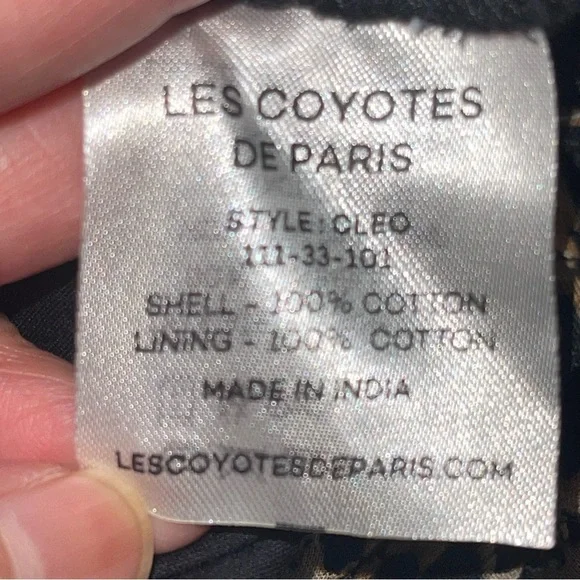 LES COYOTES
DE PARIS
STYLE: CLEO
111-33-101
SHELL - 100% COTTON
LINING - 100% COTTON
MADE IN INDIA
LESCOYOTESDEPARIS.COM